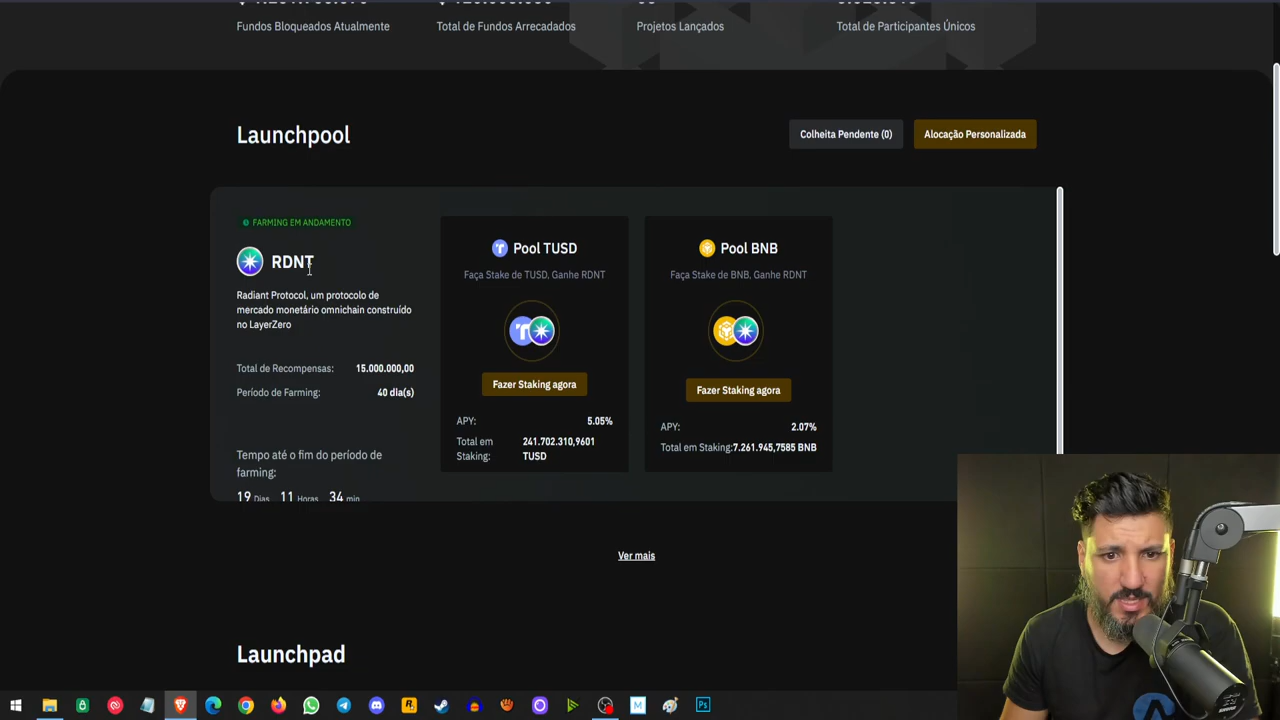 Fundos Bloqueados Atualmente
Total de Fundos Arrecadados
Projetos Lançados
Total de Participantes Únicos
Launchpool
Colheita Pendente (0)
Alocação Personalizada
FARMING EM ANDAMENTO
RDNT
Radiant Protocol, um protocolo de
mercado monetário omnichain construído
no LayerZero
Total de Recompensas: 15.000.000,00
Período de Farming: 40 dia(s)
Tempo até o fim do período de
farming:
19 Dias 11 Horas 34 min
Pool TUSD
Faça Stake de TUSD, Ganhe RDNT
Fazer Staking agora
APY: 5.05%
Total em 241.702.310,9601
Staking: TUSD
Pool BNB
Faça Stake de BNB, Ganhe RDNT
Fazer Staking agora
APY: 2.07%
Total em Staking:7.261.945,7585 BNB
Ver mais
Launchpad